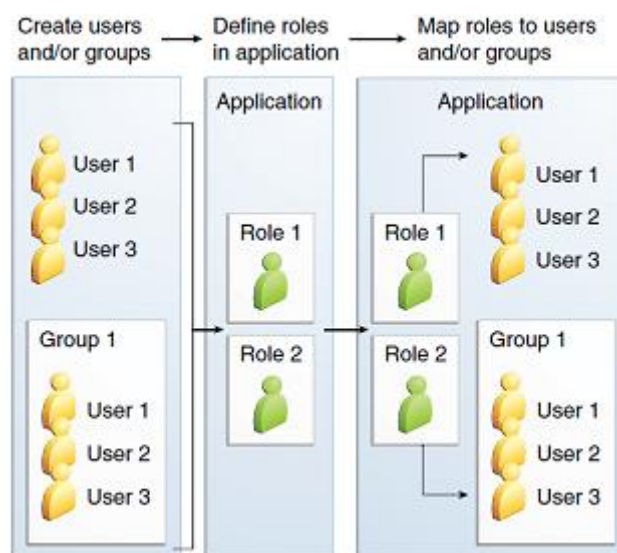 Create users
and/or groups
Define roles
in application
Map roles to users
and/or groups
User 1
User 2
User 3
Group 1
User 1
User 2
User 3
Application
Role 1
Role 2
Application
Role 1
Role 2
User 1
User 2
User 3
Group 1
User 1
User 2
User 3